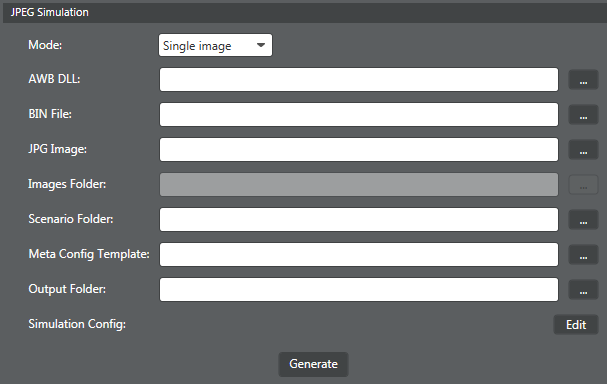 JPEG Simulation
Mode: Single image
AWB DLL: ...
BIN File: ...
JPG Image: ...
Images Folder: ...
Scenario Folder: ...
Meta Config Template: ...
Output Folder: ...
Simulation Config: Edit
Generate